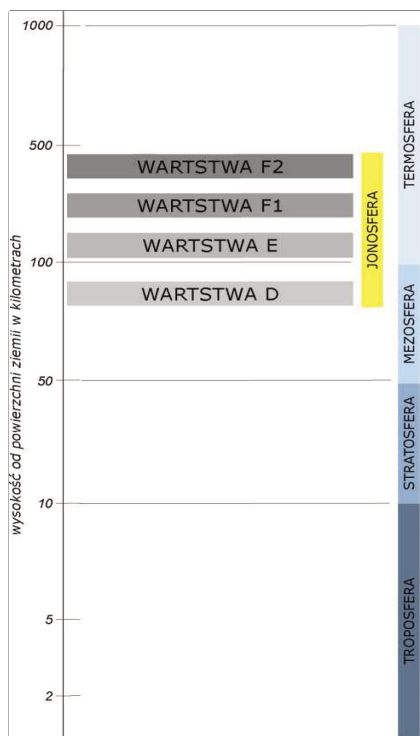 1000
TERMOSFERA
500
WARTSTWA F2
WARTSTWA F1
JONOSFERA
WARTSTWA E
100
WARTSTWA D
MEZOSFERA
wysokość od powierzchni ziemii w kilometrach
50
STRATOSFERA
10
TROPOSFERA
5
2